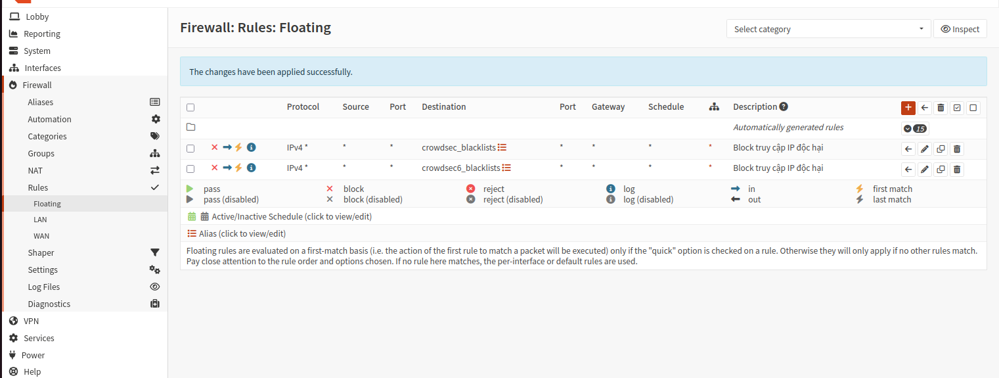 Lobby
Reporting
System
Interfaces
Firewall
Aliases
Automation
Categories
Groups
NAT
Rules
Floating
LAN
WAN
Shaper
Settings
Log Files
Diagnostics
VPN
Services
Power
Help
Firewall: Rules: Floating
Select category
Inspect
The changes have been applied successfully.
Protocol Source Port Destination Port Gateway Schedule Description ?
Automatically generated rules 15
IPv4 * * * crowdsec_blacklists * * * * Block truy cập IP độc hại
IPv4 * * * crowdsec6_blacklists * * * * Block truy cập IP độc hại
pass block reject log in first match
pass (disabled) block (disabled) reject (disabled) log (disabled) out last match
Active/Inactive Schedule (click to view/edit)
Alias (click to view/edit)
Floating rules are evaluated on a first-match basis (i.e. the action of the first rule to match a packet will be executed) only if the "quick" option is checked on a rule. Otherwise they will only apply if no other rules match.
Pay close attention to the rule order and options chosen. If no rule here matches, the per-interface or default rules are used.